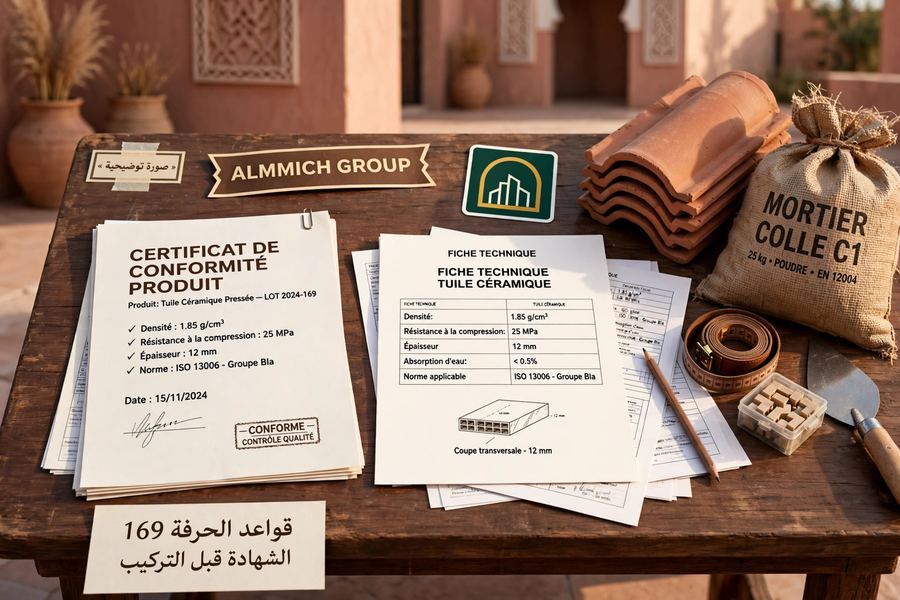 « صورة توضيحية »
ALMMICH GROUP
CERTIFICAT DE
CONFORMITÉ
PRODUIT
Produit: Tuile Céramique Pressée — LOT 2024-169
✓ Densité : 1.85 g/cm³
✓ Résistance à la compression : 25 MPa
✓ Épaisseur : 12 mm
✓ Norme : ISO 13006 - Groupe BIa
Date : 15/11/2024
CONFORME
CONTRÔLE QUALITÉ
FICHE TECHNIQUE
FICHE TECHNIQUE
TUILE CÉRAMIQUE
FICHE TECHNIQUE TUILE CÉRAMIQUE
Densité: 1.85 g/cm³
Résistance à la compression: 25 MPa
Épaisseur 12 mm
Absorption d'eau: < 0.5%
Norme applicable ISO 13006 - Groupe BIa
12 mm
Coupe transversale - 12 mm
MORTIER
COLLE C1
25 kg • POUDRE • EN 12004
قواعد الحرفة 169
الشهادة قبل التركيب